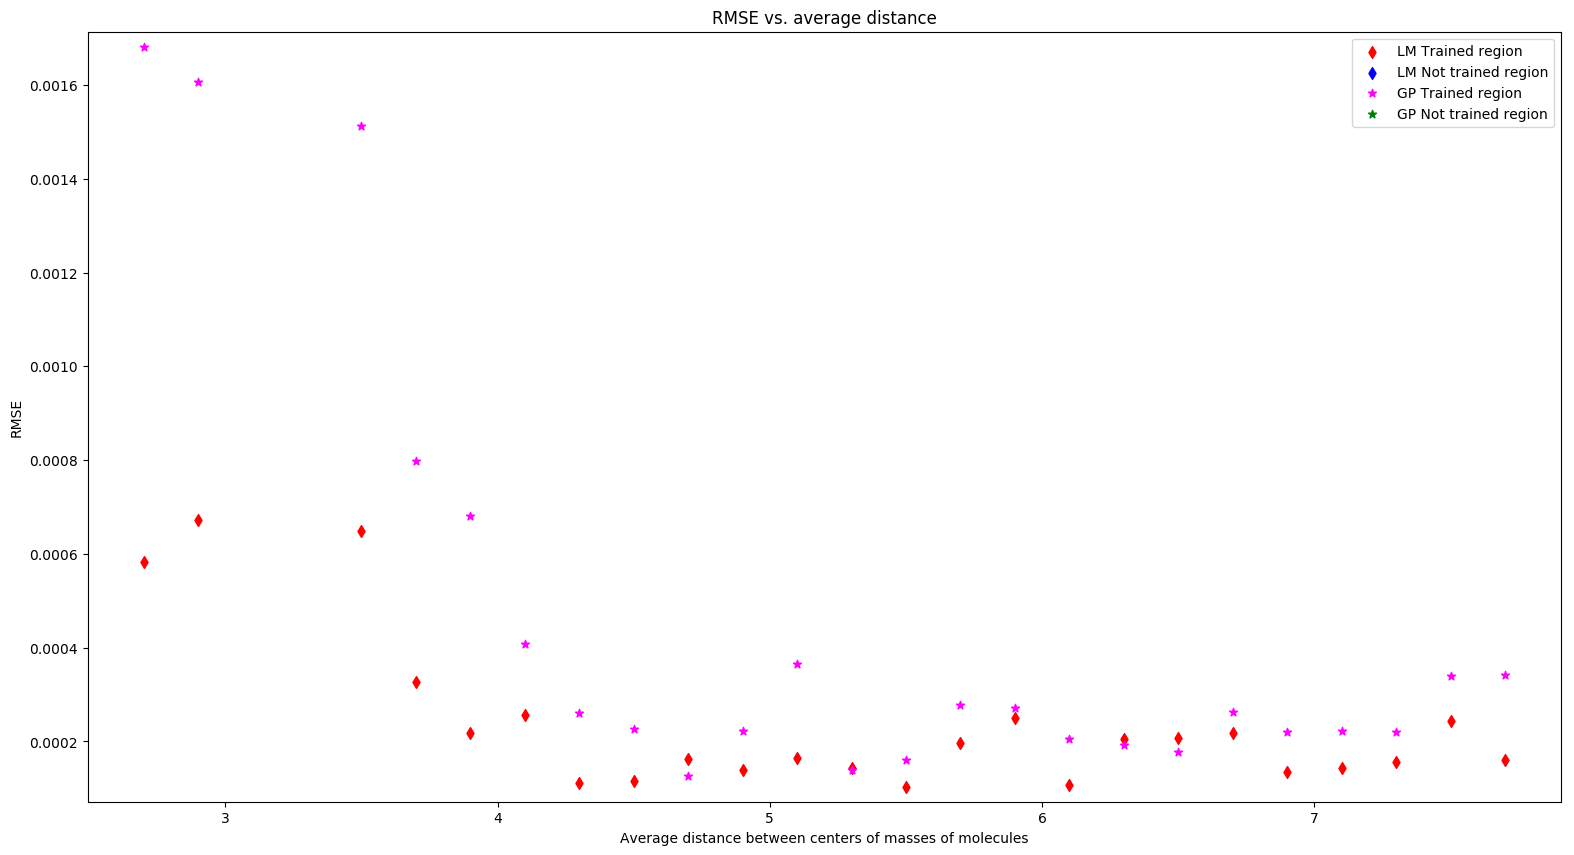 RMSE vs. average distance
LM Trained region
LM Not trained region
GP Trained region
GP Not trained region
RMSE
0.0016
0.0014
0.0012
0.0010
0.0008
0.0006
0.0004
0.0002
3
4
5
6
7
Average distance between centers of masses of molecules